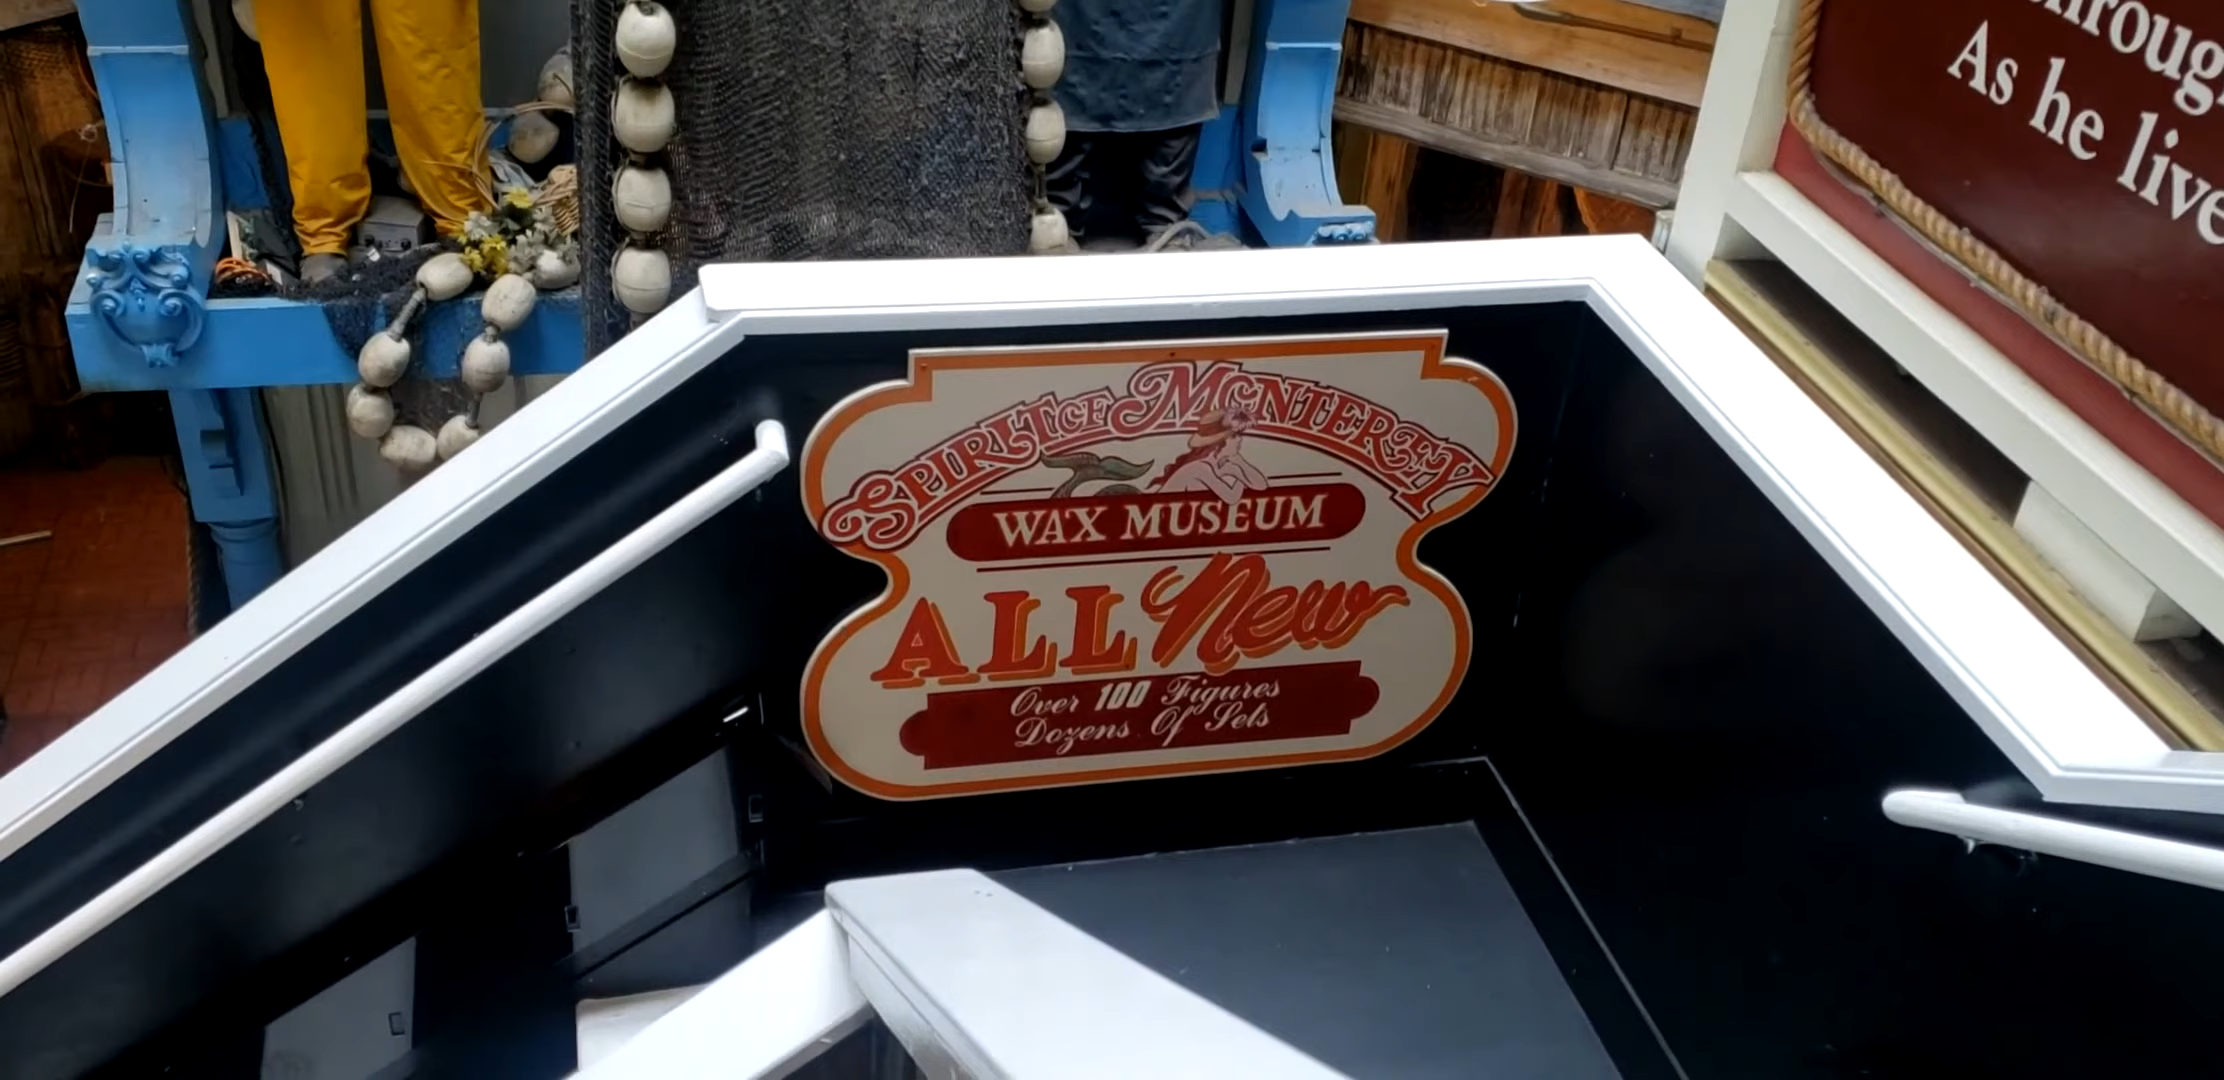 SPIRIT OF MONTEREY
WAX MUSEUM
ALL New
Over 100 Figures
Dozens Of Sets
As he live